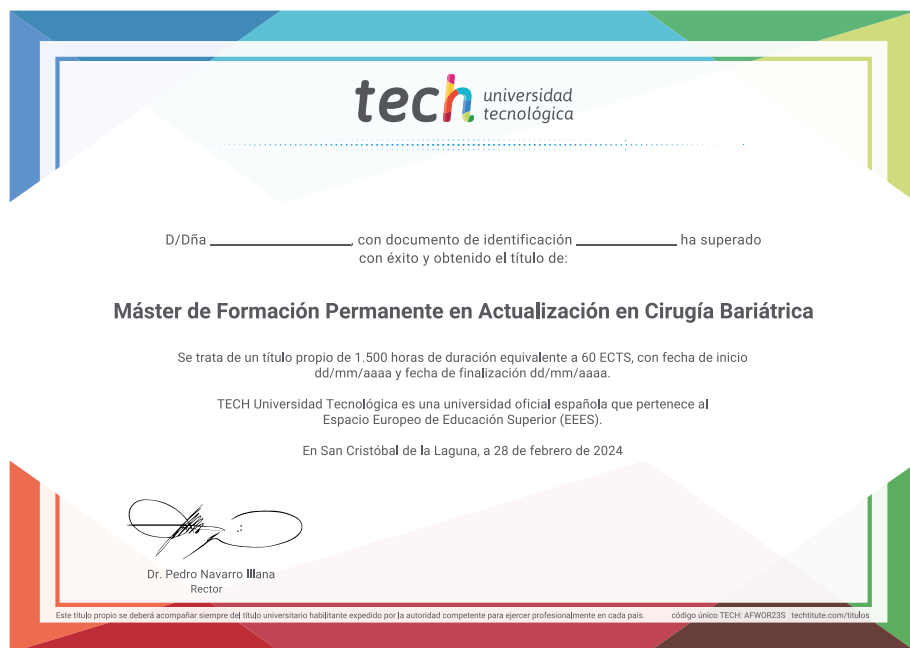 tech universidad
tecnológica
D/Dña ____________________, con documento de identificación ______________ ha superado
con éxito y obtenido el título de:
Máster de Formación Permanente en Actualización en Cirugía Bariátrica
Se trata de un título propio de 1.500 horas de duración equivalente a 60 ECTS, con fecha de inicio
dd/mm/aaaa y fecha de finalización dd/mm/aaaa.
TECH Universidad Tecnológica es una universidad oficial española que pertenece al
Espacio Europeo de Educación Superior (EEES).
En San Cristóbal de la Laguna, a 28 de febrero de 2024
Dr. Pedro Navarro Illana
Rector
Este título propio se deberá acompañar siempre del título universitario habilitante expedido por la autoridad competente para ejercer profesionalmente en cada país. código único TECH: AFWOR23S techtitute.com/titulos